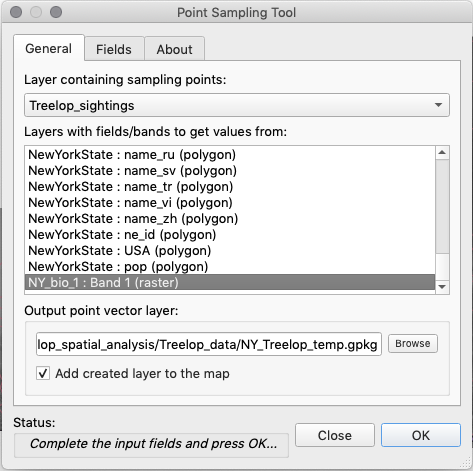 Point Sampling Tool
General Fields About
Layer containing sampling points:
Treelop_sightings
Layers with fields/bands to get values from:
NewYorkState : name_ru (polygon)
NewYorkState : name_sv (polygon)
NewYorkState : name_tr (polygon)
NewYorkState : name_vi (polygon)
NewYorkState : name_zh (polygon)
NewYorkState : ne_id (polygon)
NewYorkState : USA (polygon)
NewYorkState : pop (polygon)
NY_bio_1 : Band 1 (raster)
Output point vector layer:
lop_spatial_analysis/Treelop_data/NY_Treelop_temp.gpkg Browse
Add created layer to the map
Status:
Complete the input fields and press OK...
Close OK